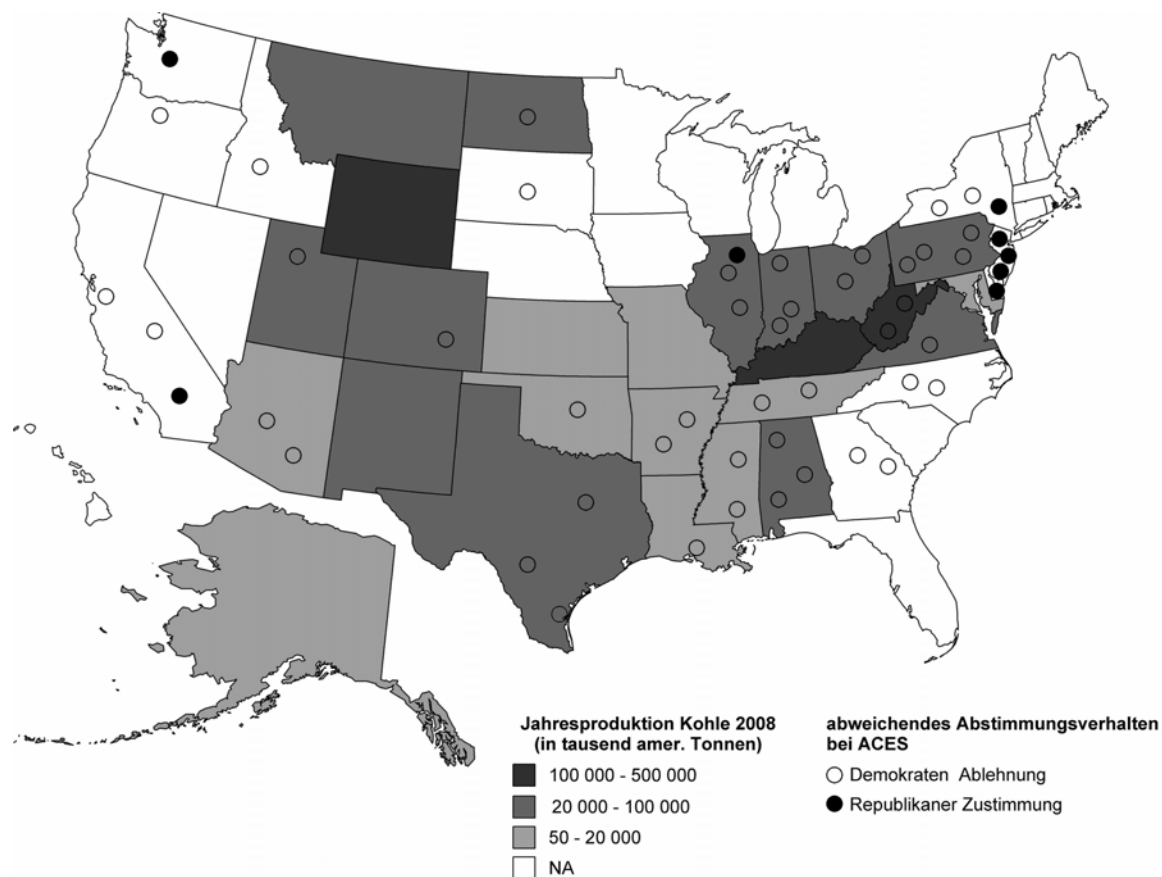 Jahresproduktion Kohle 2008
(in tausend amer. Tonnen)
100 000 - 500 000
20 000 - 100 000
50 - 20 000
NA
abweichendes Abstimmungsverhalten
bei ACES
Demokraten Ablehnung
Republikaner Zustimmung